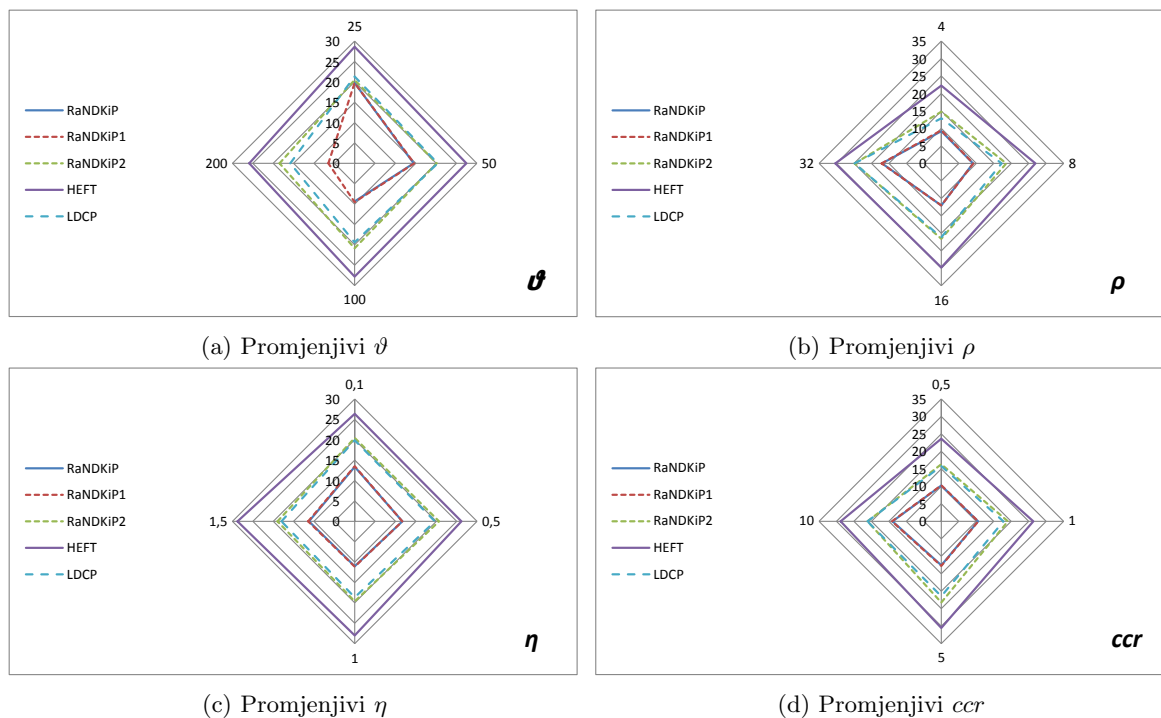 25
30
25
20
15
10
5
0
50
100
200
RaNDKiP
RaNDKiP1
RaNDKiP2
HEFT
LDCP
ϑ
(a) Promjenjivi ϑ
4
35
30
25
20
15
10
5
0
8
16
32
RaNDKiP
RaNDKiP1
RaNDKiP2
HEFT
LDCP
ρ
(b) Promjenjivi ρ
0,1
30
25
20
15
10
5
0
0,5
1
1,5
RaNDKiP
RaNDKiP1
RaNDKiP2
HEFT
LDCP
η
(c) Promjenjivi η
0,5
35
30
25
20
15
10
5
0
1
5
10
RaNDKiP
RaNDKiP1
RaNDKiP2
HEFT
LDCP
ccr
(d) Promjenjivi ccr